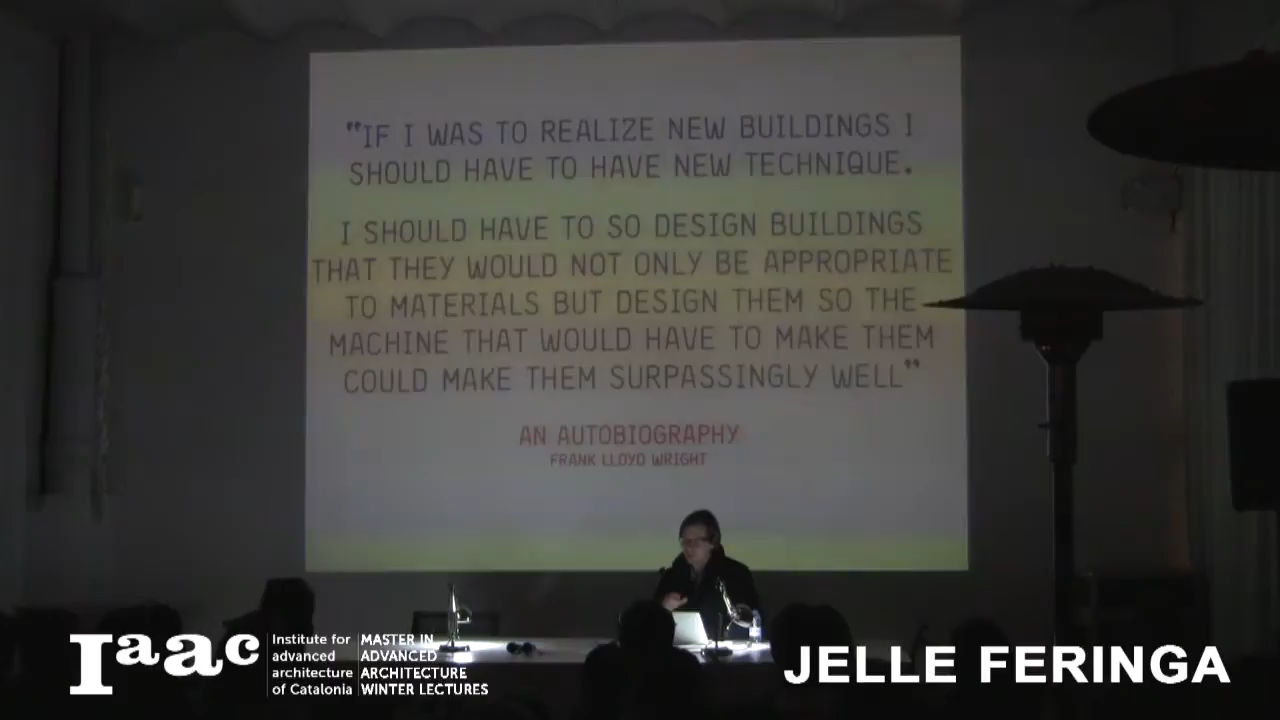 "IF I WAS TO REALIZE NEW BUILDINGS I
SHOULD HAVE TO HAVE NEW TECHNIQUE.
I SHOULD HAVE TO SO DESIGN BUILDINGS
THAT THEY WOULD NOT ONLY BE APPROPRIATE
TO MATERIALS BUT DESIGN THEM SO THE
MACHINE THAT WOULD HAVE TO MAKE THEM
COULD MAKE THEM SURPASSINGLY WELL"
AN AUTOBIOGRAPHY
FRANK LLOYD WRIGHT
Iaac
Institute for
advanced
architecture
of Catalonia
MASTER IN
ADVANCED
ARCHITECTURE
WINTER LECTURES
JELLE FERINGA